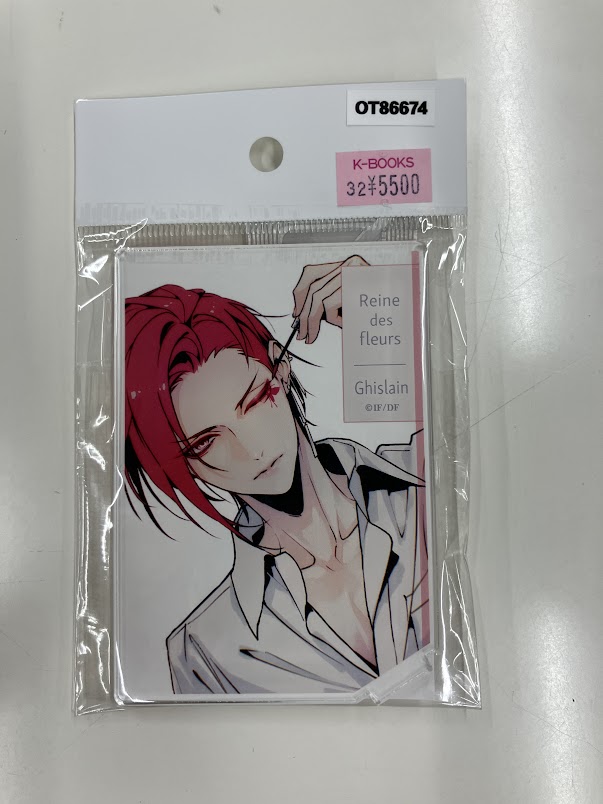 OT86674
K-BOOKS
32¥5500
Reine
des
fleurs
Ghislain
©IF/DF